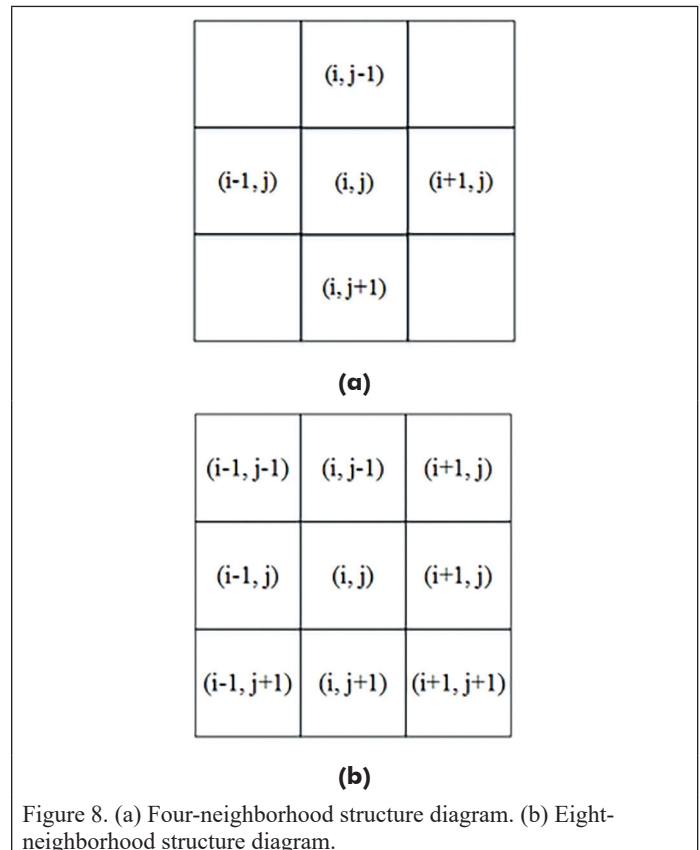 (i, j-1)
(i-1, j) (i, j) (i+1, j)
(i, j+1)
(a)
(i-1, j-1) (i, j-1) (i+1, j)
(i-1, j) (i, j) (i+1, j)
(i-1, j+1) (i, j+1) (i+1, j+1)
(b)
Figure 8. (a) Four-neighborhood structure diagram. (b) Eight-
neighborhood structure diagram.